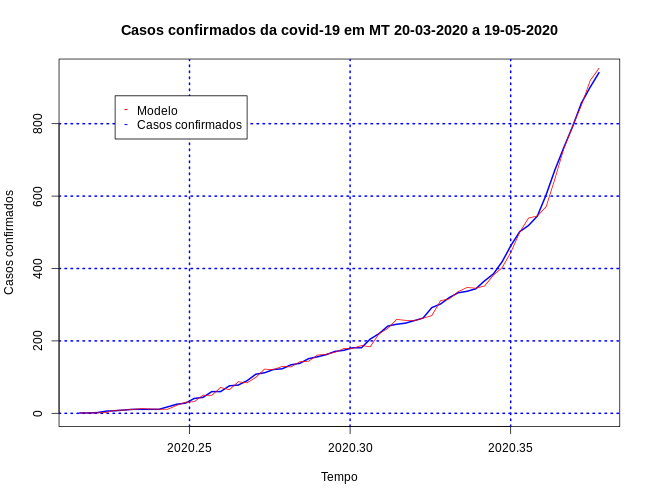 Casos confirmados da covid-19 em MT 20-03-2020 a 19-05-2020
Modelo
Casos confirmados
Casos confirmados
800
600
400
200
0
2020.25
2020.30
2020.35
Tempo